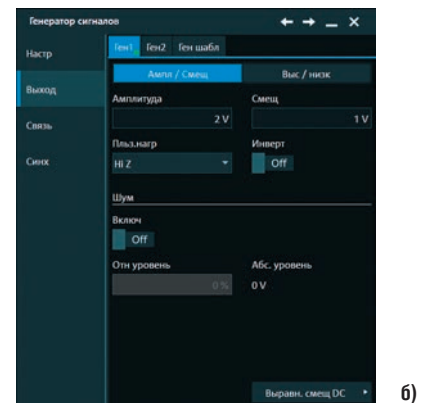 Генератор сигналов
Настр
Ген1 Ген2 Ген шабл
Ампл / Смещ Выс / низк
Выход
Амплитуда Смещ
2 V 1 V
Связь
Польз.нагр Инверт
Синх
Hi Z Off
Шум
Включ
Off
Отн уровень Абс. уровень
0 % 0 V
Выравн. смещ DC
б)